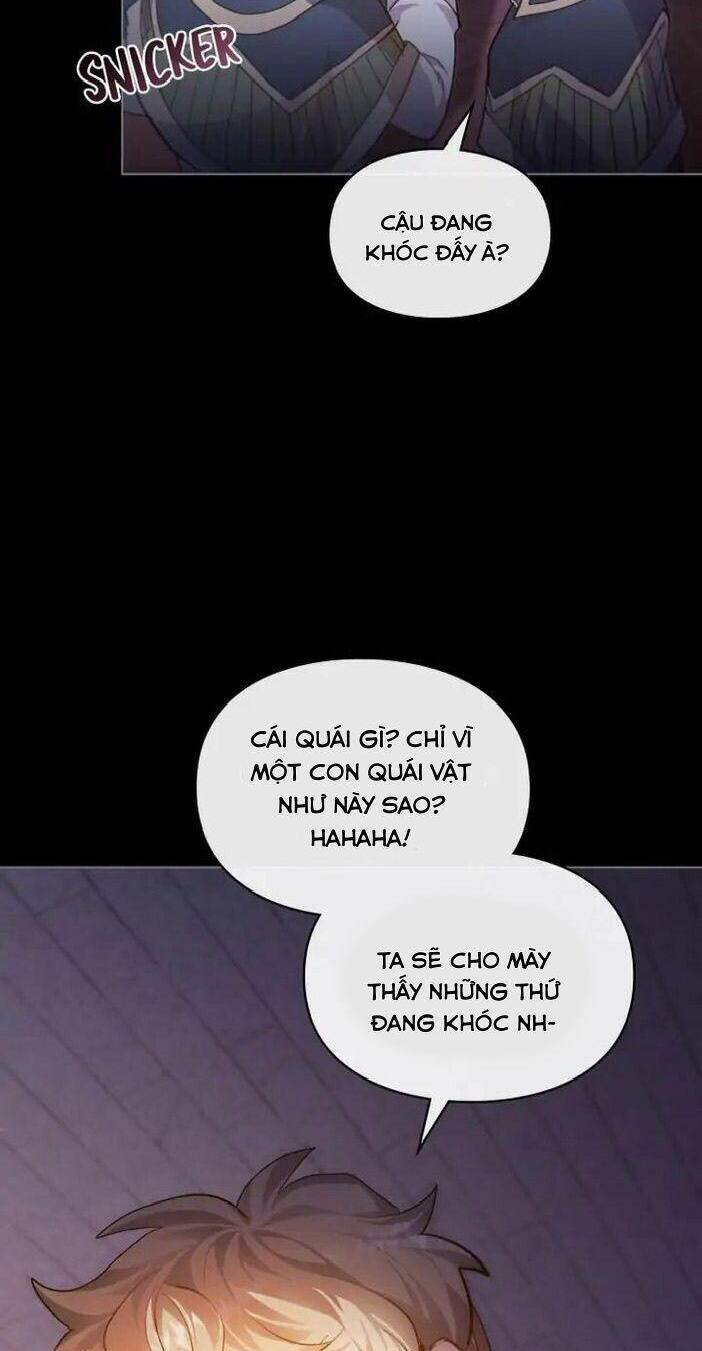 SNICKER
CẬU ĐANG
KHÓC ĐẤY À?
CÁI QUÁI GÌ? CHỈ VÌ
MỘT CON QUÁI VẬT
NHƯ NÀY SAO?
HAHAHA!
TA SẼ CHO MÀY
THẤY NHỮNG THỨ
ĐANG KHÓC NH-